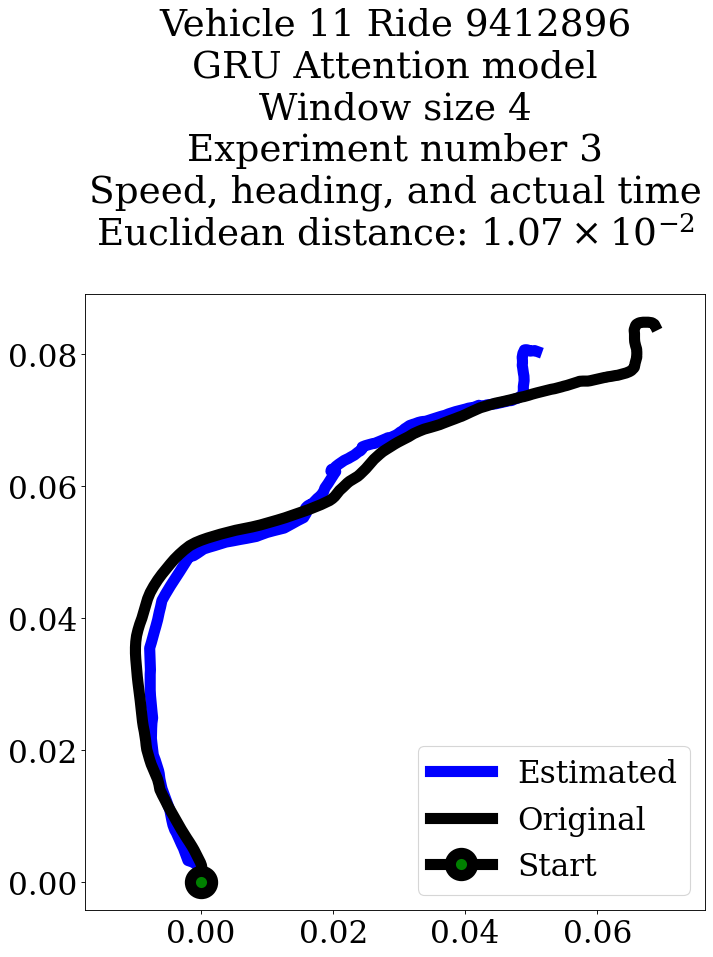 Vehicle 11 Ride 9412896
GRU Attention model
Window size 4
Experiment number 3
Speed, heading, and actual time
Euclidean distance: 1.07 × 10⁻²
0.08
0.06
0.04
0.02
0.00
Estimated
Original
Start
0.00 0.02 0.04 0.06